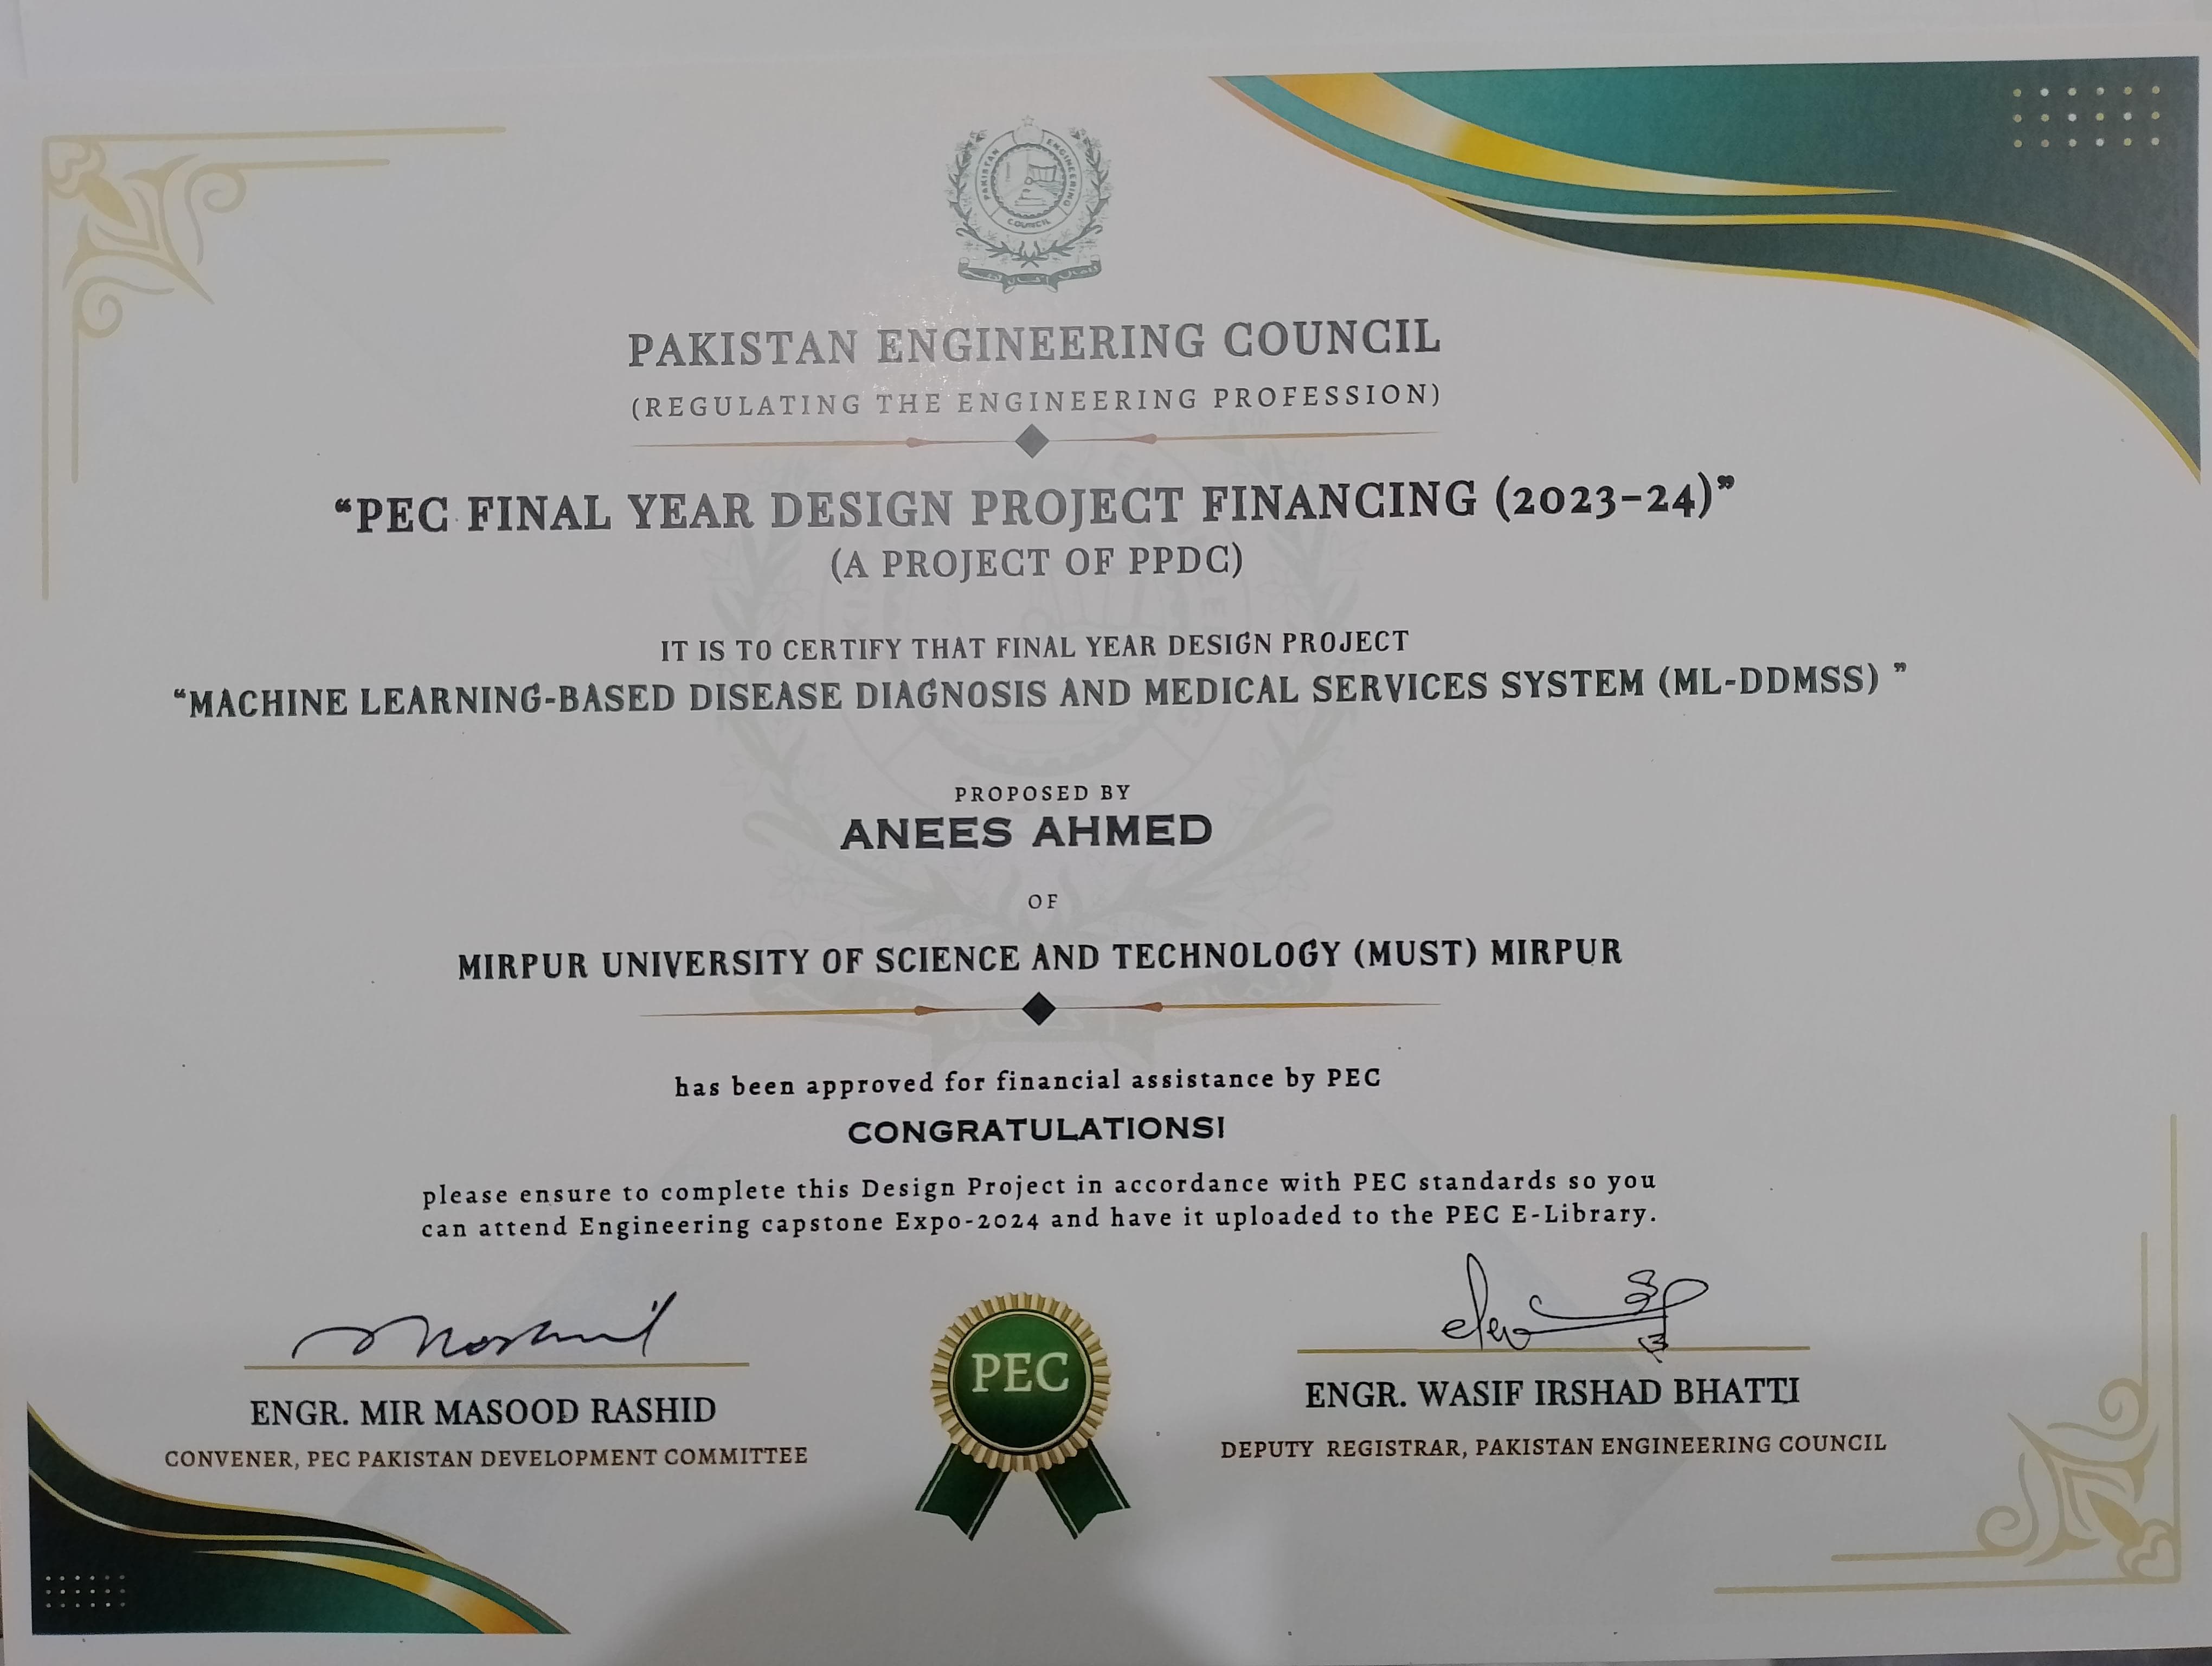 PAKISTAN ENGINEERING COUNCIL
PAKISTAN ENGINEERING COUNCIL
(REGULATING THE ENGINEERING PROFESSION)
“PEC FINAL YEAR DESIGN PROJECT FINANCING (2023-24)”
(A PROJECT OF PPDC)
IT IS TO CERTIFY THAT FINAL YEAR DESIGN PROJECT
“MACHINE LEARNING-BASED DISEASE DIAGNOSIS AND MEDICAL SERVICES SYSTEM (ML-DDMSS) ”
PROPOSED BY
ANEES AHMED
OF
MIRPUR UNIVERSITY OF SCIENCE AND TECHNOLOGY (MUST) MIRPUR
has been approved for financial assistance by PEC
CONGRATULATIONS!
please ensure to complete this Design Project in accordance with PEC standards so you
can attend Engineering capstone Expo-2024 and have it uploaded to the PEC E-Library.
PEC
ENGR. MIR MASOOD RASHID
CONVENER, PEC PAKISTAN DEVELOPMENT COMMITTEE
ENGR. WASIF IRSHAD BHATTI
DEPUTY REGISTRAR, PAKISTAN ENGINEERING COUNCIL